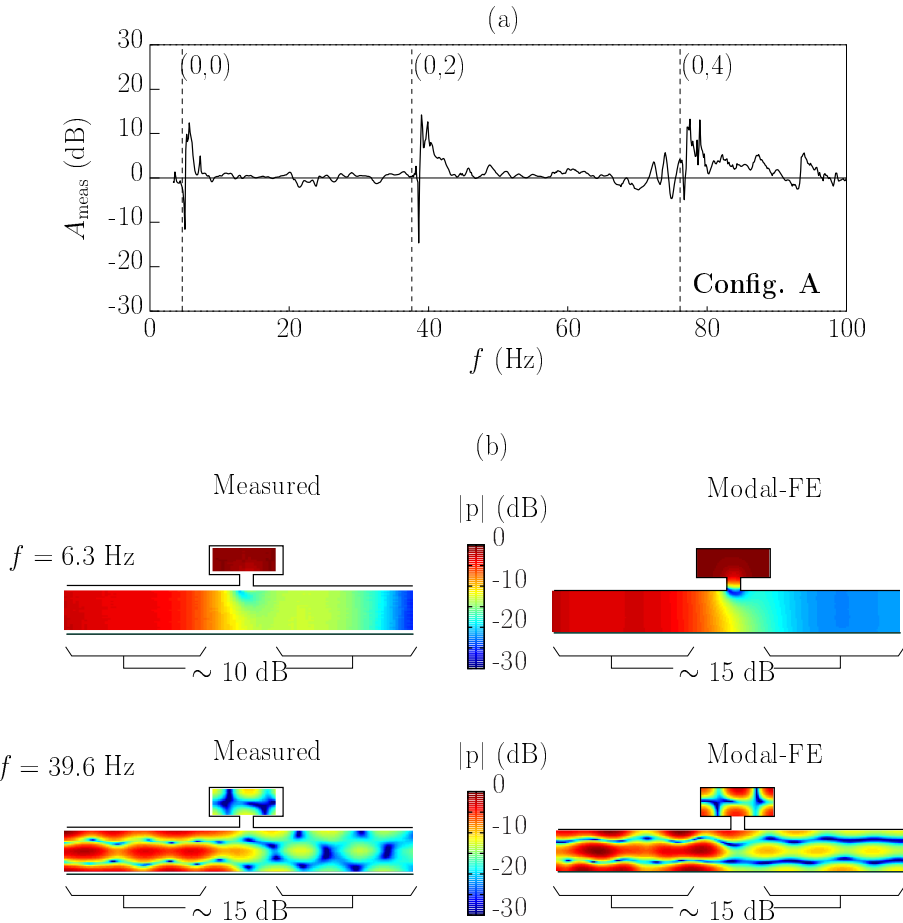 (a)
30
20
10
0
-10
-20
-30
A_meas (dB)
(0,0)
(0,2)
(0,4)
Config. A
0
20
40
60
80
100
f (Hz)
(b)
Measured
|p| (dB)
Modal-FE
f = 6.3 Hz
0
-10
-20
-30
∼ 10 dB
∼ 15 dB
Measured
|p| (dB)
Modal-FE
f = 39.6 Hz
0
-10
-20
-30
∼ 15 dB
∼ 15 dB